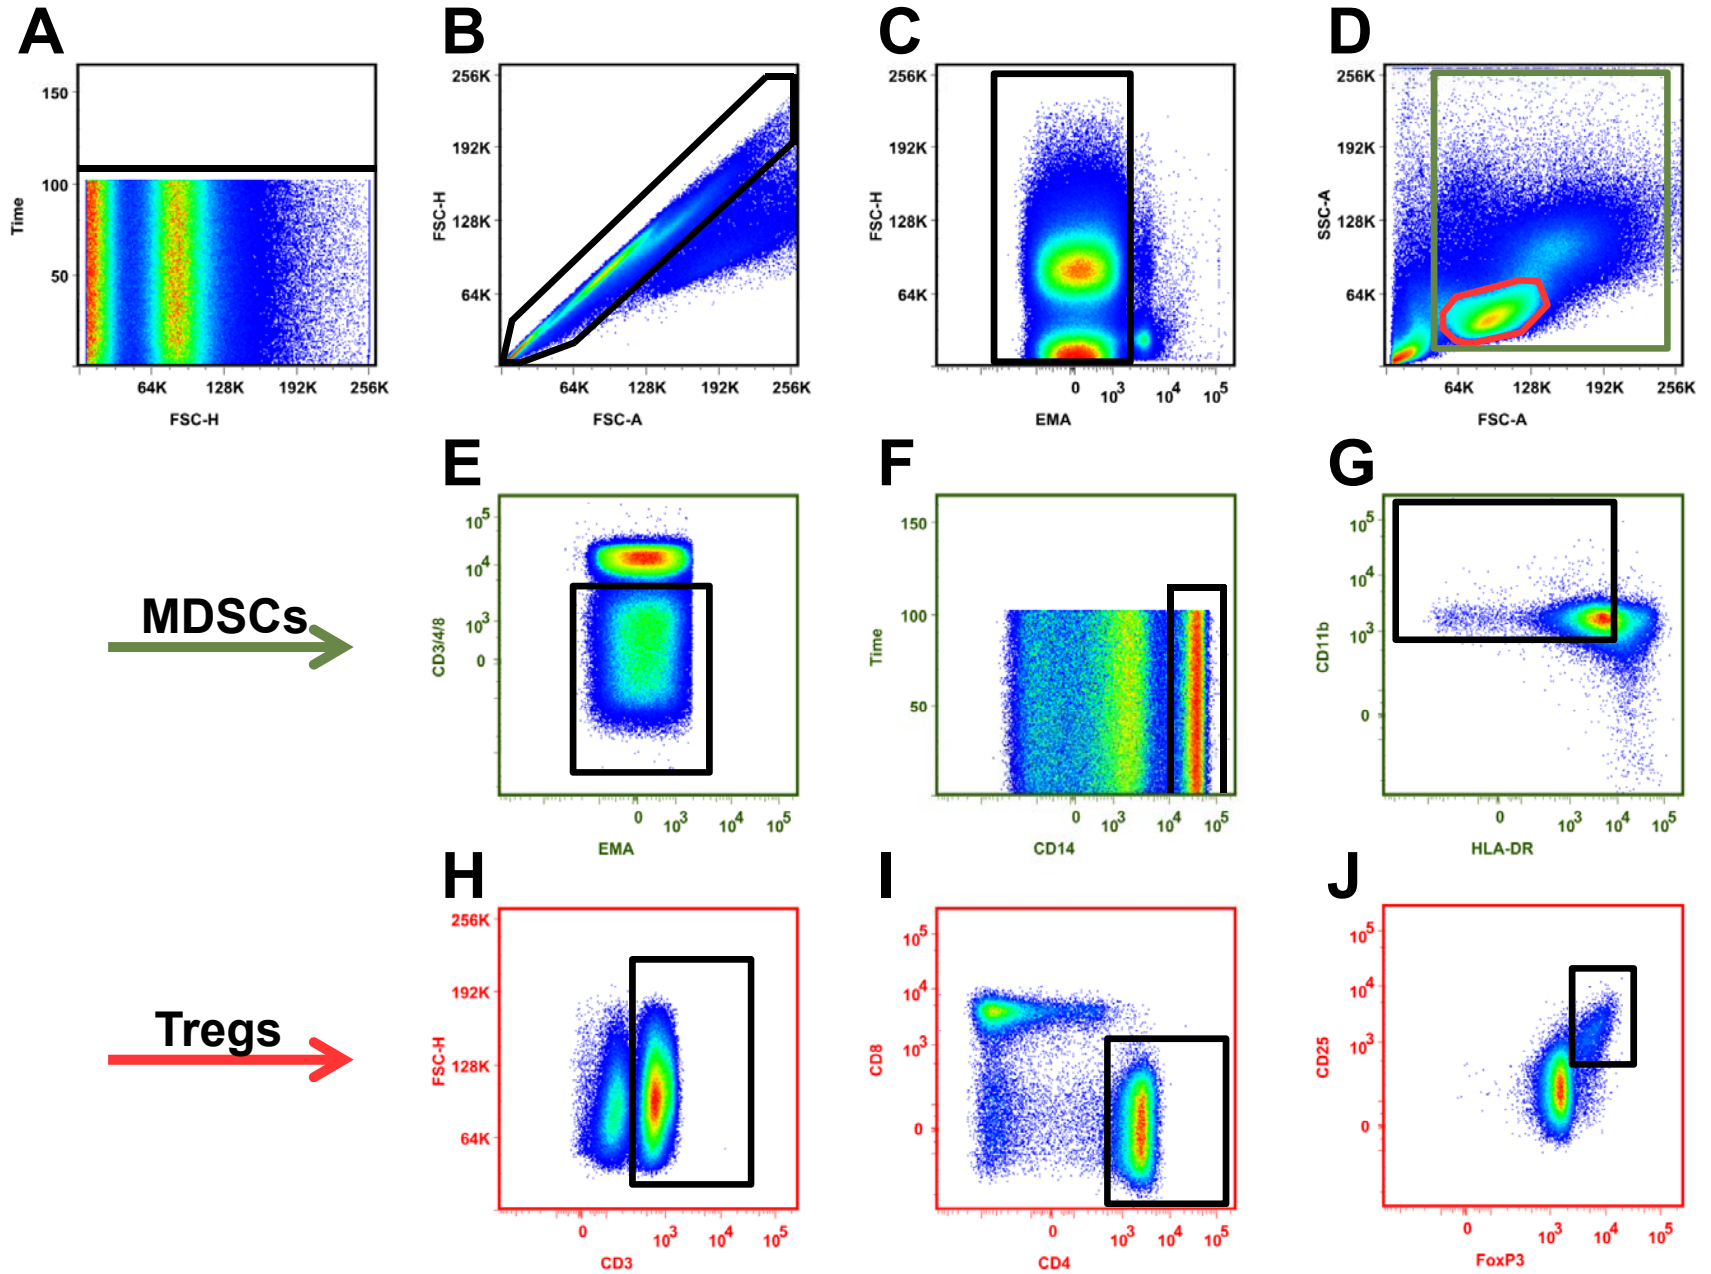 A
B
C
D
150
100
50
Time
64K 128K 192K 256K
FSC-H
256K
192K
128K
64K
FSC-H
64K 128K 192K 256K
FSC-A
256K
192K
128K
64K
FSC-H
0 10³ 10⁴ 10⁵
EMA
256K
192K
128K
64K
SSC-A
64K 128K 192K 256K
FSC-A
MDSCs
E
F
G
10⁵
10⁴
10³
0
CD3/4/8
0 10³ 10⁴ 10⁵
EMA
150
100
50
Time
0 10³ 10⁴ 10⁵
CD14
10⁵
10⁴
10³
0
CD11b
0 10³ 10⁴ 10⁵
HLA-DR
Tregs
H
I
J
256K
192K
128K
64K
FSC-H
0 10³ 10⁴ 10⁵
CD3
10⁵
10⁴
10³
0
CD8
0 10³ 10⁴ 10⁵
CD4
10⁵
10⁴
10³
0
CD25
0 10³ 10⁴ 10⁵
FoxP3